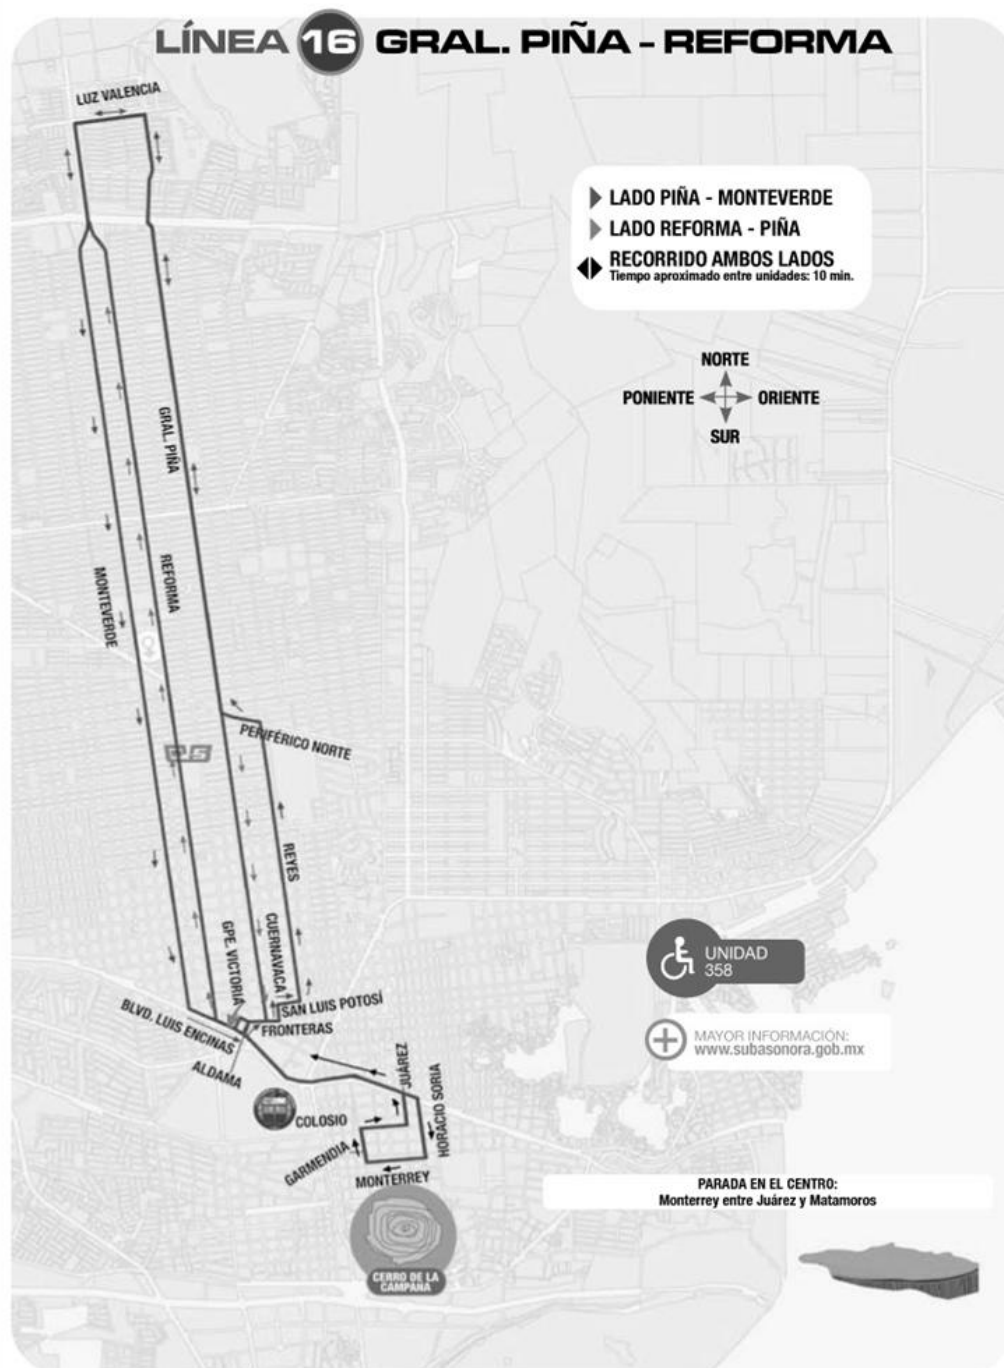 LÍNEA 16 GRAL. PIÑA - REFORMA
LUZ VALENCIA
LADO PIÑA - MONTEVERDE
LADO REFORMA - PIÑA
RECORRIDO AMBOS LADOS
Tiempo aproximado entre unidades: 10 min.
NORTE
PONIENTE
ORIENTE
SUR
GRAL. PIÑA
REFORMA
MONTEVERDE
PERIFÉRICO NORTE
REYES
CUERNAVACA
GPE. VICTORIA
SAN LUIS POTOSÍ
FRONTERAS
BLVD. LUIS ENCINAS
ALDAMA
UNIDAD
358
MAYOR INFORMACIÓN:
www.subasonora.gob.mx
JUÁREZ
HORACIO SORIA
COLOSIO
GARMENDIA
MONTERREY
PARADA EN EL CENTRO:
Monterrey entre Juárez y Matamoros
CERRO DE LA
CAMPANA